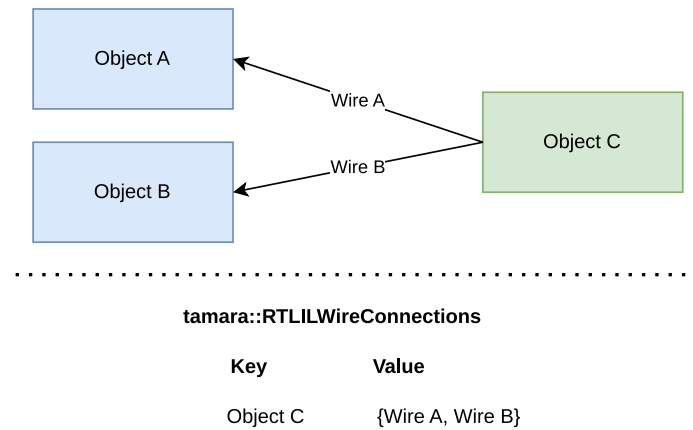 Object A
Wire A
Object C
Wire B
Object B
tamara::RTLILWireConnections
Key Value
Object C {Wire A, Wire B}